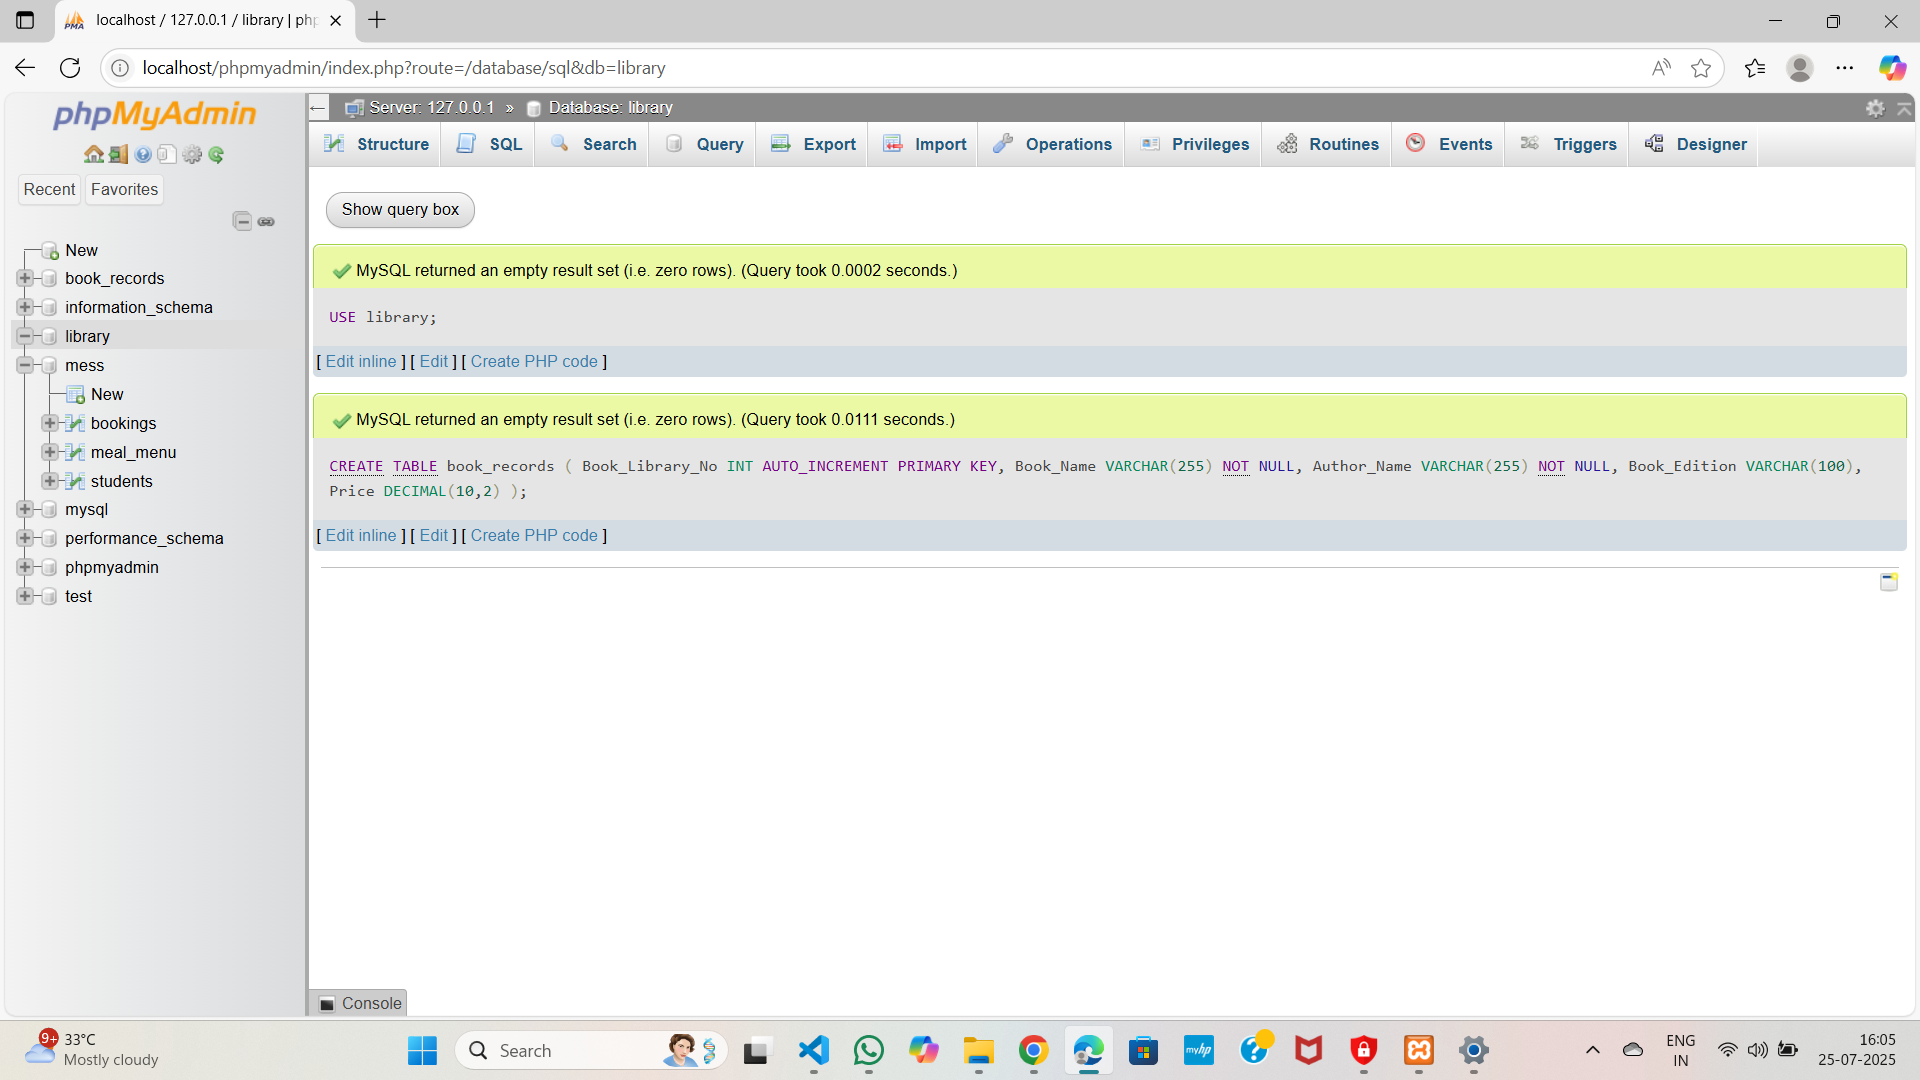 localhost / 127.0.0.1 / library | php
localhost/phpmyadmin/index.php?route=/database/sql&db=library
phpMyAdmin
Recent Favorites
New
book_records
information_schema
library
mess
New
bookings
meal_menu
students
mysql
performance_schema
phpmyadmin
test
Server: 127.0.0.1 » Database: library
Structure SQL Search Query Export Import Operations Privileges Routines Events Triggers Designer
Show query box
MySQL returned an empty result set (i.e. zero rows). (Query took 0.0002 seconds.)
USE library;
[ Edit inline ] [ Edit ] [ Create PHP code ]
MySQL returned an empty result set (i.e. zero rows). (Query took 0.0111 seconds.)
CREATE TABLE book_records ( Book_Library_No INT AUTO_INCREMENT PRIMARY KEY, Book_Name VARCHAR(255) NOT NULL, Author_Name VARCHAR(255) NOT NULL, Book_Edition VARCHAR(100),
Price DECIMAL(10,2) );
[ Edit inline ] [ Edit ] [ Create PHP code ]
Console
9+
33°C
Mostly cloudy
Search
myhp
ENG
IN
16:05
25-07-2025